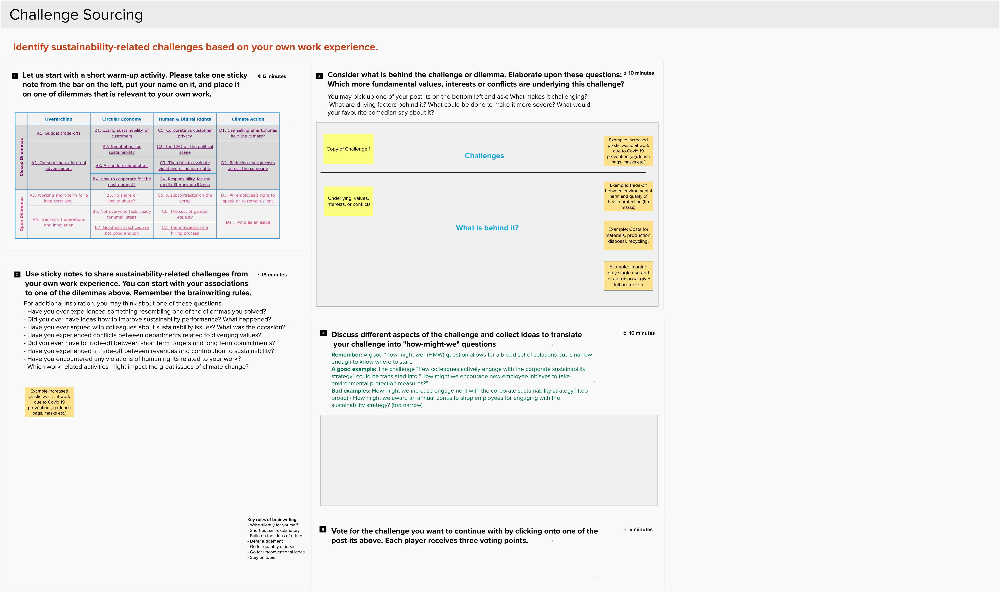 Challenge Sourcing
Identify sustainability-related challenges based on your own work experience.
1
Let us start with a short warm-up activity. Please take one sticky
note from the bar on the left, put your name on it, and place it
on one of dilemmas that is relevant to your own work.
5 minutes
Overarching
Circular Economy
Human & Digital Rights
Climate Action
Closed Dilemmas
A1. Budget trade-offs
B1. Losing sustainability or
customers
C1. Corporate vs customer
privacy
D1. Can selling smartphones
help the climate?
A2. Outsourcing or internal
advancement
B2. Negotiating for
sustainability
C2. The CEO on the political
scene
D2. Reducing energy costs
across the company
B3. An underground affair
C3. The right to evaluate
violations of human rights
B4. How to cooperate for the
environment?
C4. Responsibility for the
media literacy of citizens
Open Dilemmas
A3. Working short-term for a
long-term goal
B5. To share or
not to share?
C5. A subcontractor on the
verge
D3. An employee's right to
speak or to remain silent
A4. Trading off operations
and innovation
B6. Not everyone feels ready
for small steps
C6. The cost of gender
equality
D4. Flying as an issue
B7. Good eco practices are
not good enough
C7. The intricacies of a
hiring process
2
Use sticky notes to share sustainability-related challenges from
your own work experience. You can start with your associations
to one of the dilemmas above. Remember the brainwriting rules.
15 minutes
For additional inspiration, you may think about one of these questions.
- Have you ever experienced something resembling one of the dilemmas you solved?
- Did you ever have ideas how to improve sustainability performance? What happened?
- Have you ever argued with colleagues about sustainability issues? What was the occasion?
- Have you experienced conflicts between departments related to diverging values?
- Did you ever have to trade-off between short term targets and long term commitments?
- Have you experienced a trade-off between revenues and contribution to sustainability?
- Have you encountered any violations of human rights related to your work?
- Which work related activities might impact the great issues of climate change?
Example:Increased
plastic waste at work
due to Covid 19
prevention (e.g. lunch
bags, masks etc.)
Key rules of brainwriting:
- Write silently for yourself
- Short but self-explanatory
- Build on the ideas of others
- Defer judgement
- Go for quantity of ideas
- Go for unconventional ideas
- Stay on topic
3
Consider what is behind the challenge or dilemma. Elaborate upon these questions:
Which more fundamental values, interests or conflicts are underlying this challenge?
10 minutes
You may pick up one of your post-its on the bottom left and ask: What makes it challenging?
What are driving factors behind it? What could be done to make it more severe? What would
your favourite comedian say about it?
Copy of Challenge 1
Challenges
Example: Increased
plastic waste at work
due to Covid 19
prevention (e.g. lunch
bags, masks etc.)
Underlying values,
interests, or conflicts
What is behind it?
Example: Trade-off
between environmental
harm and quality of
health protection (ffp
masks)
Example: Costs for
materials, production,
disposal, recycling.
Example: Imagine
only single use and
instant disposal gives
full protection
4
Discuss different aspects of the challenge and collect ideas to translate
your challenge into "how-might-we" questions
10 minutes
Remember: A good “how-might-we” (HMW) question allows for a broad set of solutions but is narrow
enough to know where to start.
A good example: The challenge “Few colleagues actively engage with the corporate sustainability
strategy” could be translated into “How might we encourage new employee initiaves to take
environmental protection measures?”
Bad examples: How might we increase engagement with the corporate sustainability strategy? (too
broad) / How might we award an annual bonus to shop employees for engaging with the
sustainability strategy? (too narrow)
5
Vote for the challenge you want to continue with by clicking onto one of the
post-its above. Each player receives three voting points.
5 minutes